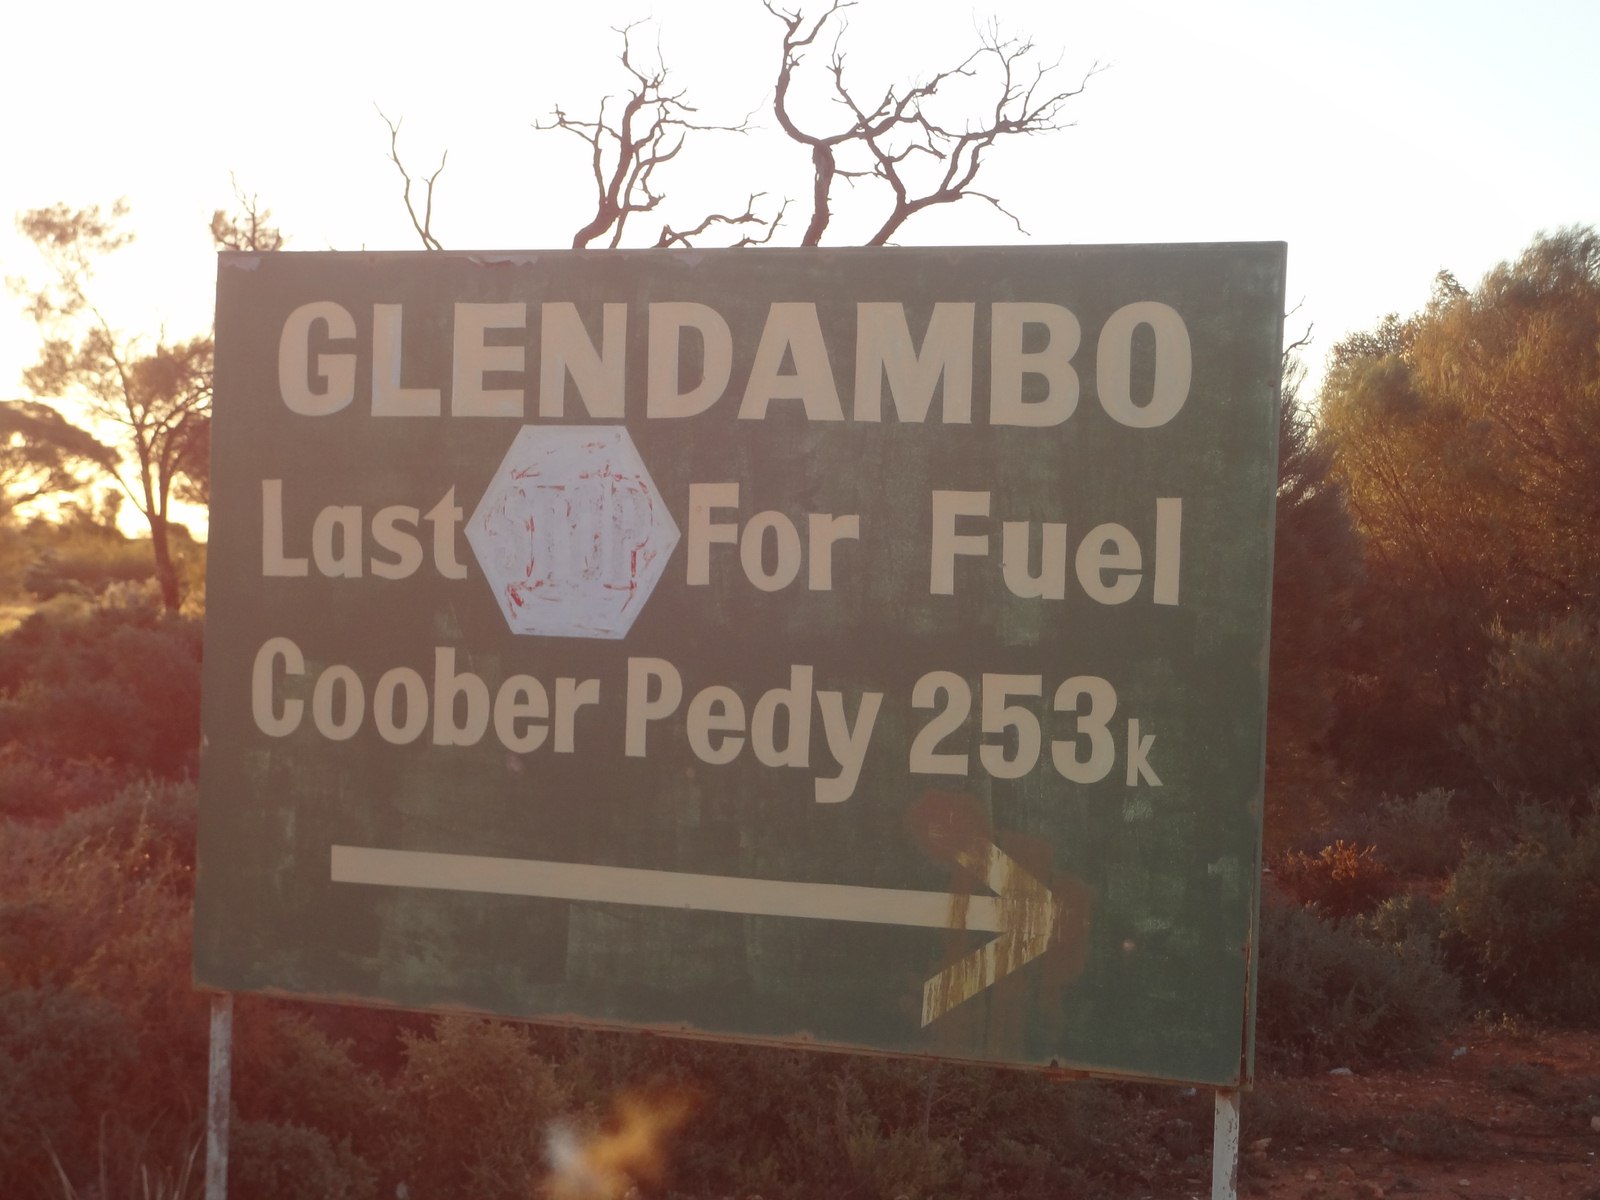 GLENDAMBO
Last STOP For Fuel
Coober Pedy 253k